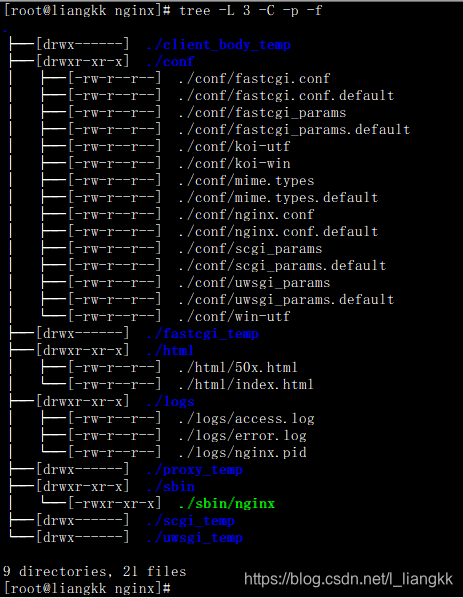 [root@liangkk nginx]# tree -L 3 -C -p -f
.
├──[drwx------]  ./client_body_temp
├──[drwxr-xr-x]  ./conf
│   ├──[-rw-r--r--]  ./conf/fastcgi.conf
│   ├──[-rw-r--r--]  ./conf/fastcgi.conf.default
│   ├──[-rw-r--r--]  ./conf/fastcgi_params
│   ├──[-rw-r--r--]  ./conf/fastcgi_params.default
│   ├──[-rw-r--r--]  ./conf/koi-utf
│   ├──[-rw-r--r--]  ./conf/koi-win
│   ├──[-rw-r--r--]  ./conf/mime.types
│   ├──[-rw-r--r--]  ./conf/mime.types.default
│   ├──[-rw-r--r--]  ./conf/nginx.conf
│   ├──[-rw-r--r--]  ./conf/nginx.conf.default
│   ├──[-rw-r--r--]  ./conf/scgi_params
│   ├──[-rw-r--r--]  ./conf/scgi_params.default
│   ├──[-rw-r--r--]  ./conf/uwsgi_params
│   ├──[-rw-r--r--]  ./conf/uwsgi_params.default
│   └──[-rw-r--r--]  ./conf/win-utf
├──[drwx------]  ./fastcgi_temp
├──[drwxr-xr-x]  ./html
│   ├──[-rw-r--r--]  ./html/50x.html
│   └──[-rw-r--r--]  ./html/index.html
├──[drwxr-xr-x]  ./logs
│   ├──[-rw-r--r--]  ./logs/access.log
│   ├──[-rw-r--r--]  ./logs/error.log
│   └──[-rw-r--r--]  ./logs/nginx.pid
├──[drwx------]  ./proxy_temp
├──[drwxr-xr-x]  ./sbin
│   └──[-rwxr-xr-x]  ./sbin/nginx
├──[drwx------]  ./scgi_temp
└──[drwx------]  ./uwsgi_temp
9 directories, 21 files
[root@liangkk nginx]#
https://blog.csdn.net/l_liangkk